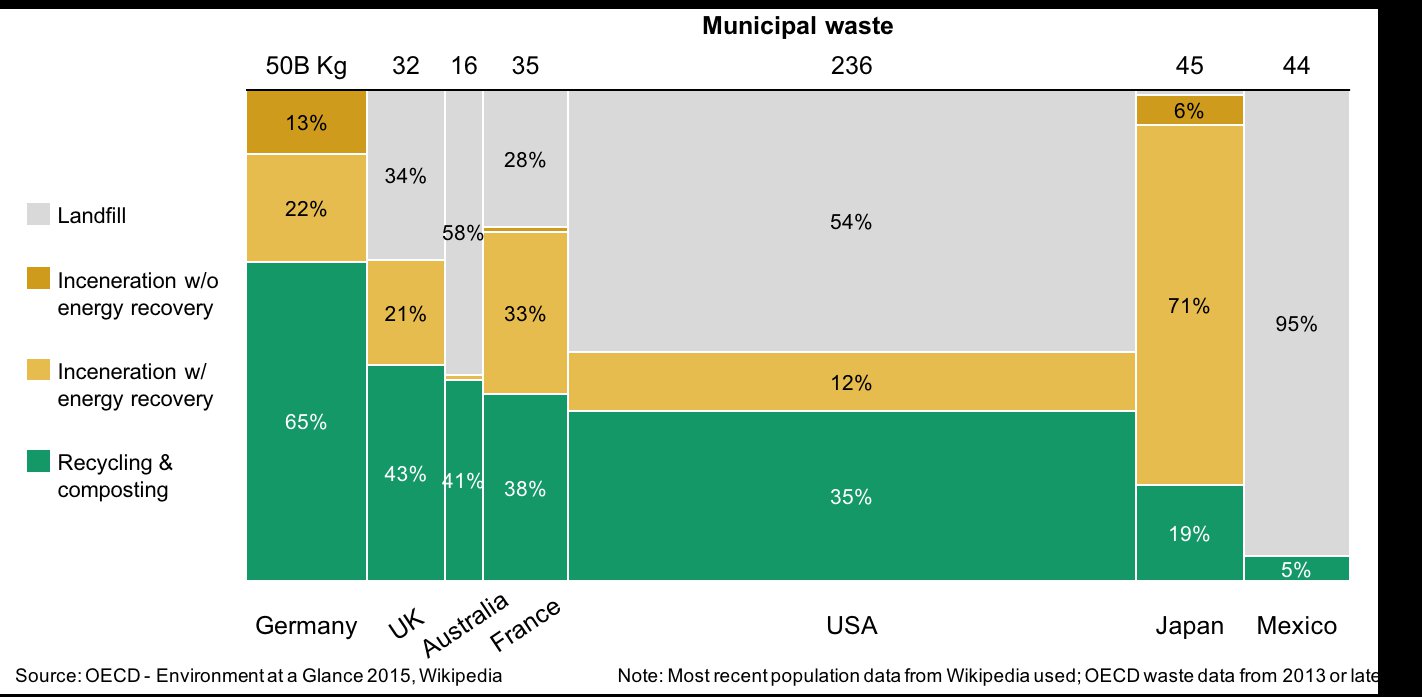 Municipal waste
50B Kg 32 16 35 236 45 44
13%
22%
65%
34%
21%
43%
58%
41%
28%
33%
38%
54%
12%
35%
6%
71%
19%
95%
5%
Landfill
Inceneration w/o
energy recovery
Inceneration w/
energy recovery
Recycling &
composting
Germany UK Australia France USA Japan Mexico
Source: OECD - Environment at a Glance 2015, Wikipedia
Note: Most recent population data from Wikipedia used; OECD waste data from 2013 or late